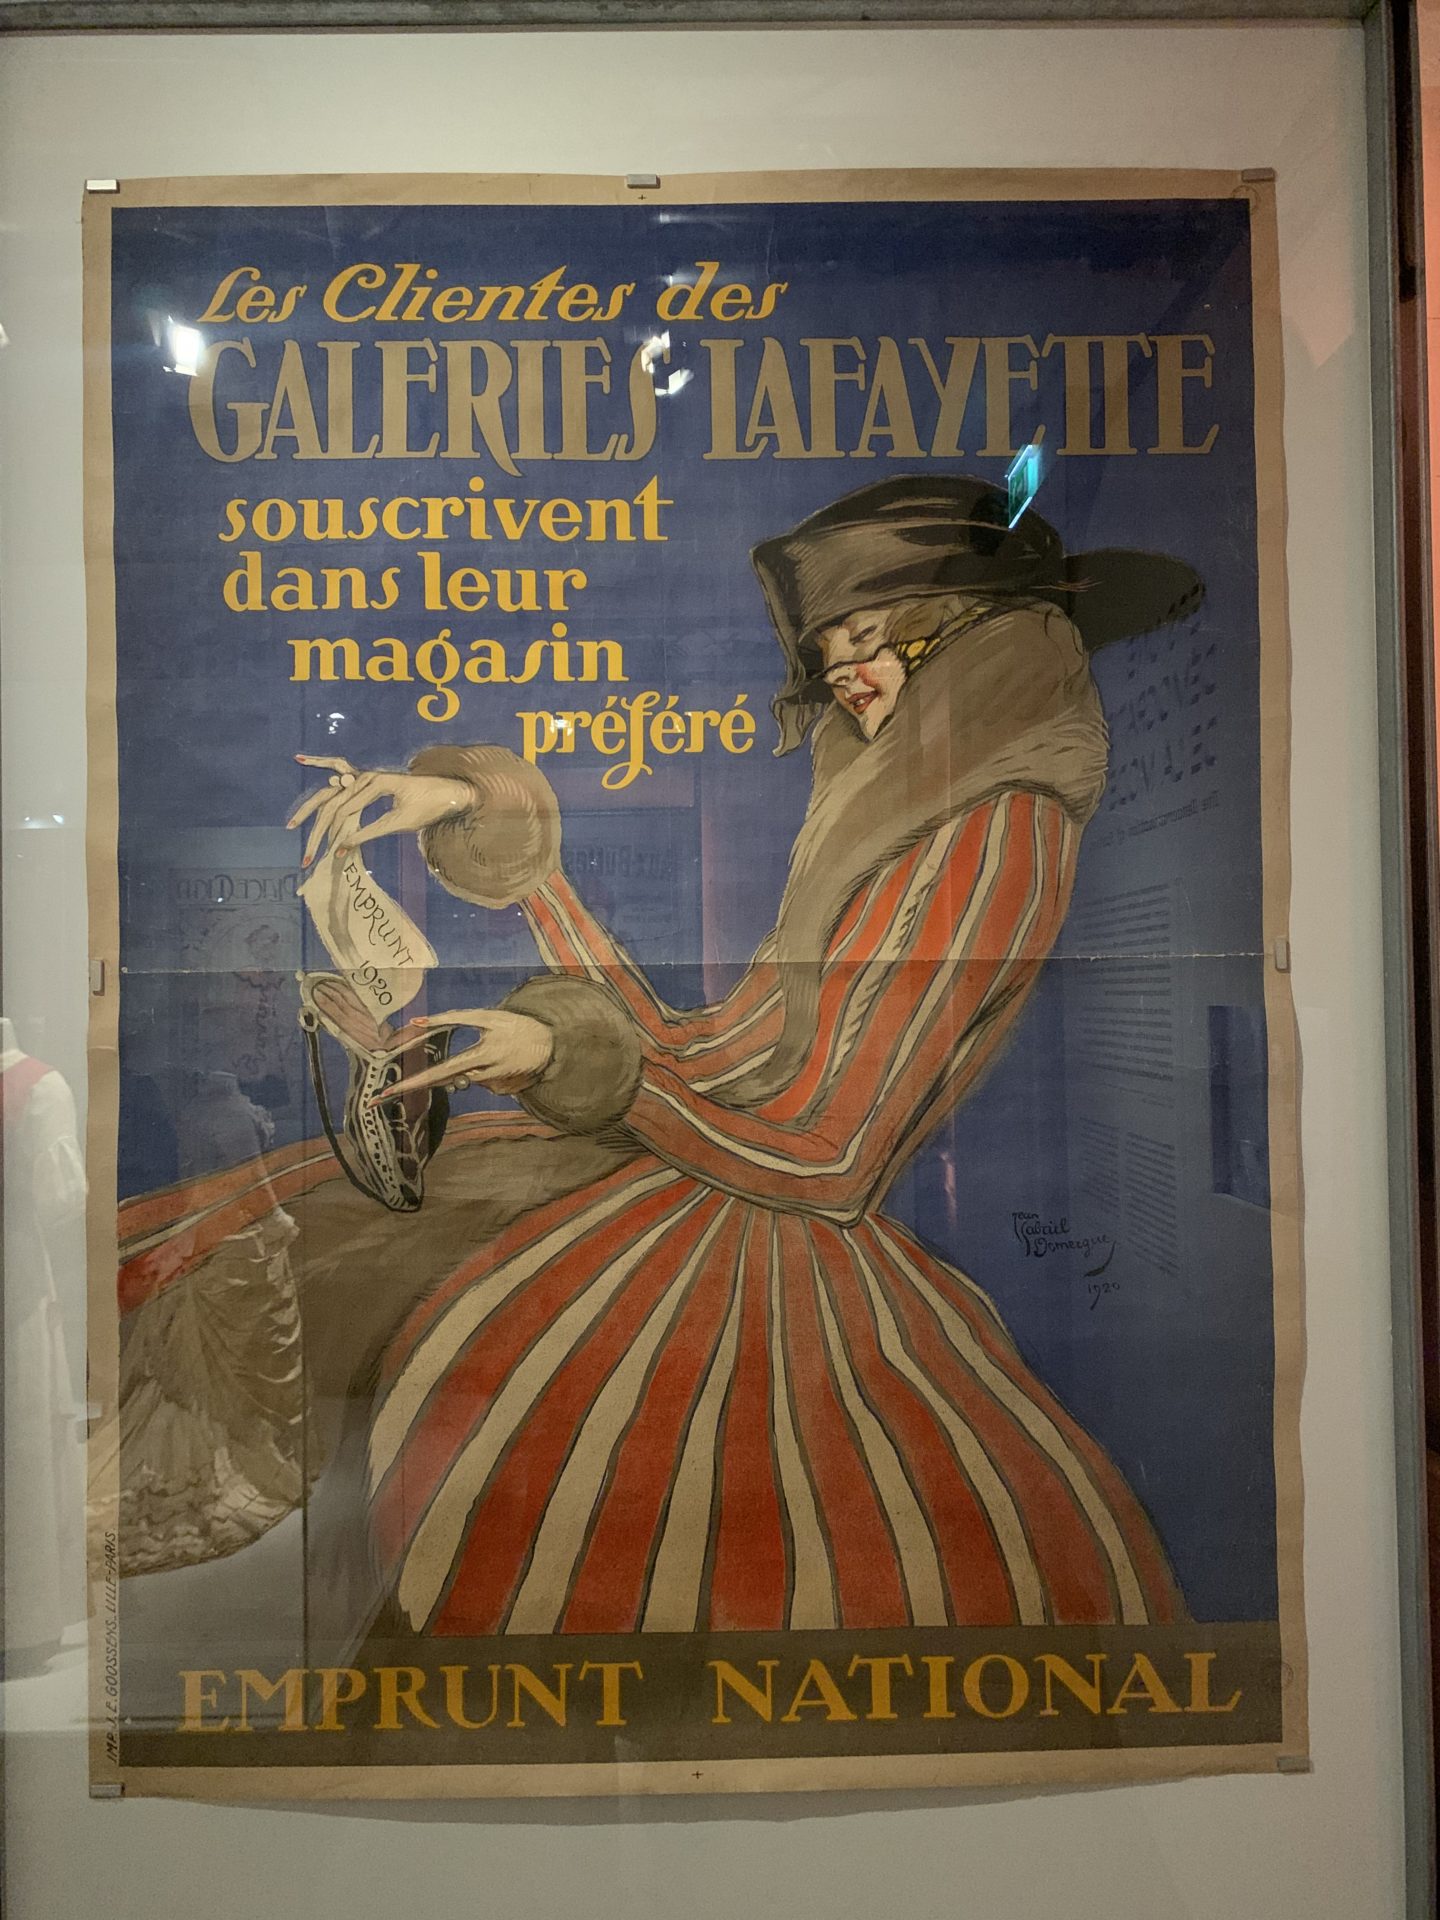 Les Clientes des
GALERIES LAFAYETTE
souscrivent
dans leur
magasin
préféré
EMPRUNT
1920
Jean
Gabriel
Domergue
1920
IMP. J. E. GOOSSENS. LILLE-PARIS
EMPRUNT NATIONAL